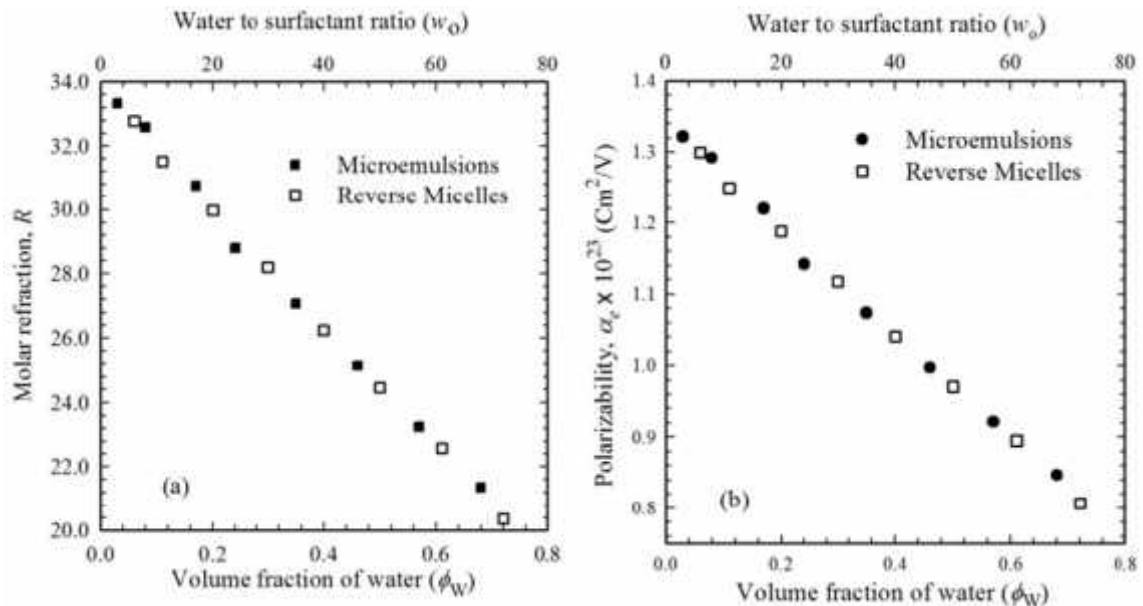 Water to surfactant ratio (wO)
0 20 40 60 80
34.0
32.0
30.0
28.0
26.0
24.0
22.0
20.0
Molar refraction, R
Microemulsions
Reverse Micelles
(a)
0.0 0.2 0.4 0.6 0.8
Volume fraction of water (ϕW)
Water to surfactant ratio (wo)
0 20 40 60 80
1.4
1.3
1.2
1.1
1.0
0.9
0.8
Polarizability, αe x 10²³ (Cm²/V)
Microemulsions
Reverse Micelles
(b)
0.0 0.2 0.4 0.6 0.8
Volume fraction of water (ϕW)